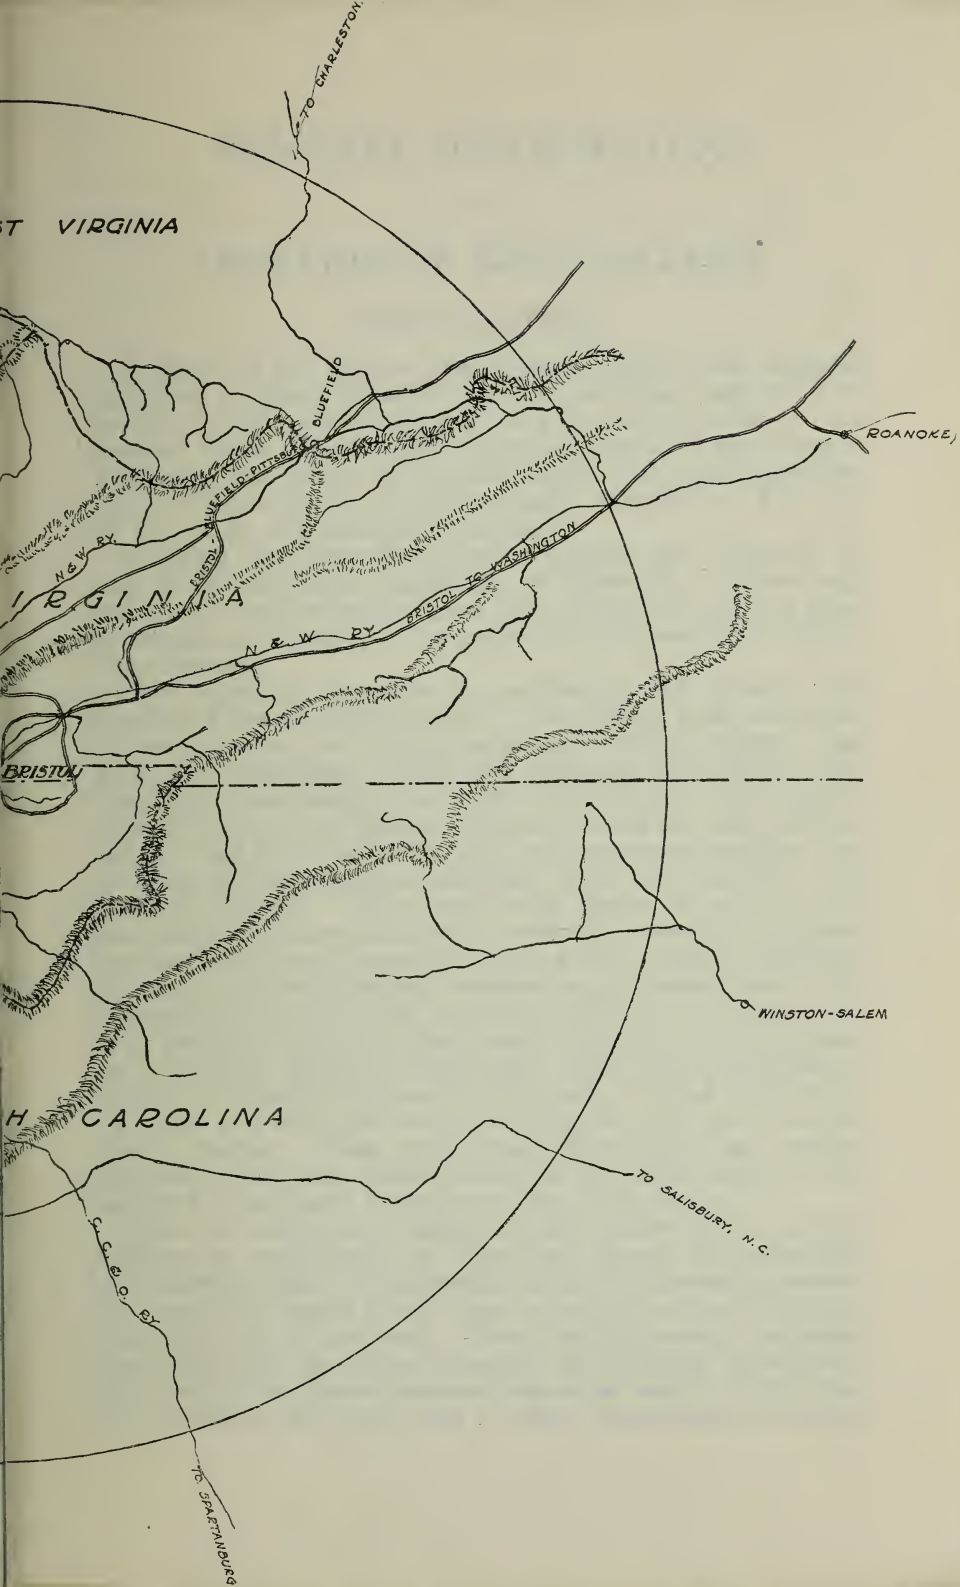 TO CHARLESTON.
ST VIRGINIA
BLUEFIELD
ROANOKE,
BRISTOL - BLUEFIELD - PITTSBURG
N & W RY.
BRISTOL TO WASHINGTON
IRGINIA
N & W RY
BRISTOL
WINSTON-SALEM
H CAROLINA
TO SALISBURY, N.C.
C. C. & O. RY
TO SPARTANBURG